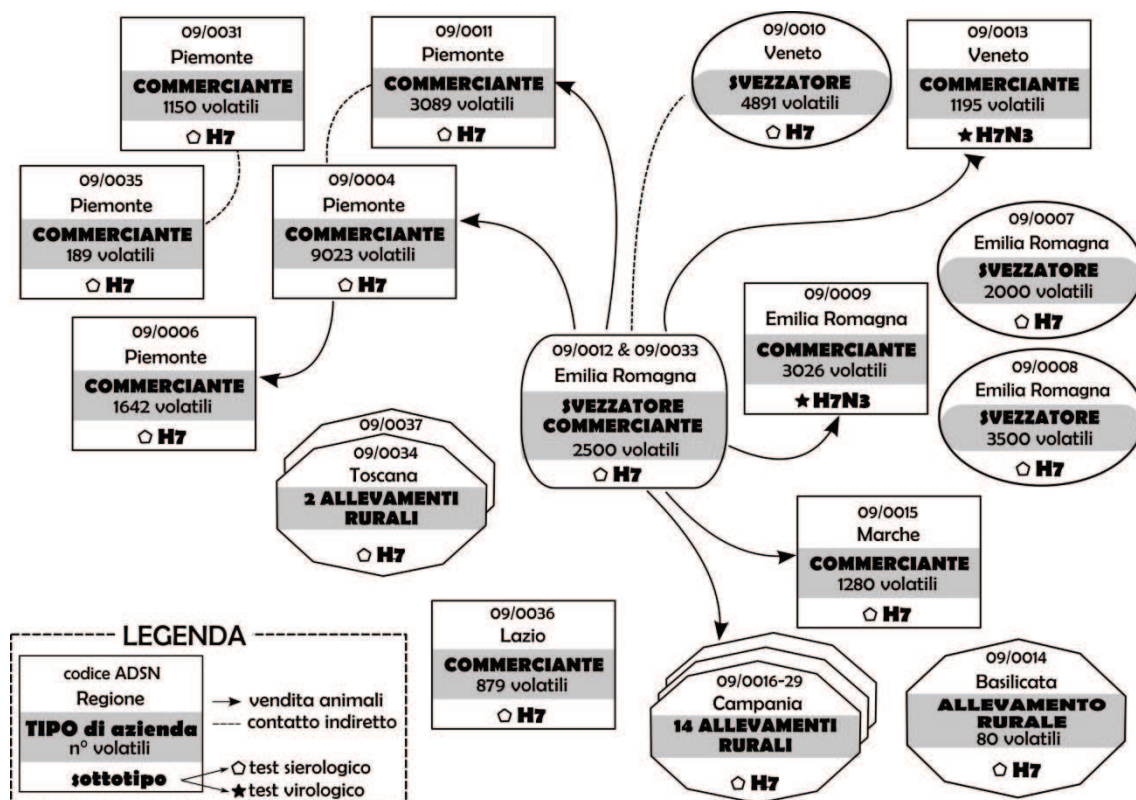 09/0031
Piemonte
COMMERCIANTE
1150 volatili
H7
09/0011
Piemonte
COMMERCIANTE
3089 volatili
H7
09/0010
Veneto
SVEZZATORE
4891 volatili
H7
09/0013
Veneto
COMMERCIANTE
1195 volatili
H7N3
09/0035
Piemonte
COMMERCIANTE
189 volatili
H7
09/0004
Piemonte
COMMERCIANTE
9023 volatili
H7
09/0007
Emilia Romagna
SVEZZATORE
2000 volatili
H7
09/0006
Piemonte
COMMERCIANTE
1642 volatili
H7
09/0012 & 09/0033
Emilia Romagna
SVEZZATORE
COMMERCIANTE
2500 volatili
H7
09/0009
Emilia Romagna
COMMERCIANTE
3026 volatili
H7N3
09/0008
Emilia Romagna
SVEZZATORE
3500 volatili
H7
09/0037
09/0034
Toscana
2 ALLEVAMENTI
RURALI
H7
09/0015
Marche
COMMERCIANTE
1280 volatili
H7
09/0036
Lazio
COMMERCIANTE
879 volatili
H7
09/0016-29
Campania
14 ALLEVAMENTI
RURALI
H7
09/0014
Basilicata
ALLEVAMENTO
RURALE
80 volatili
H7
LEGENDA
codice ADSN
Regione
TIPO di azienda
n° volatili
sottotipo
vendita animali
contatto indiretto
test sierologico
test virologico